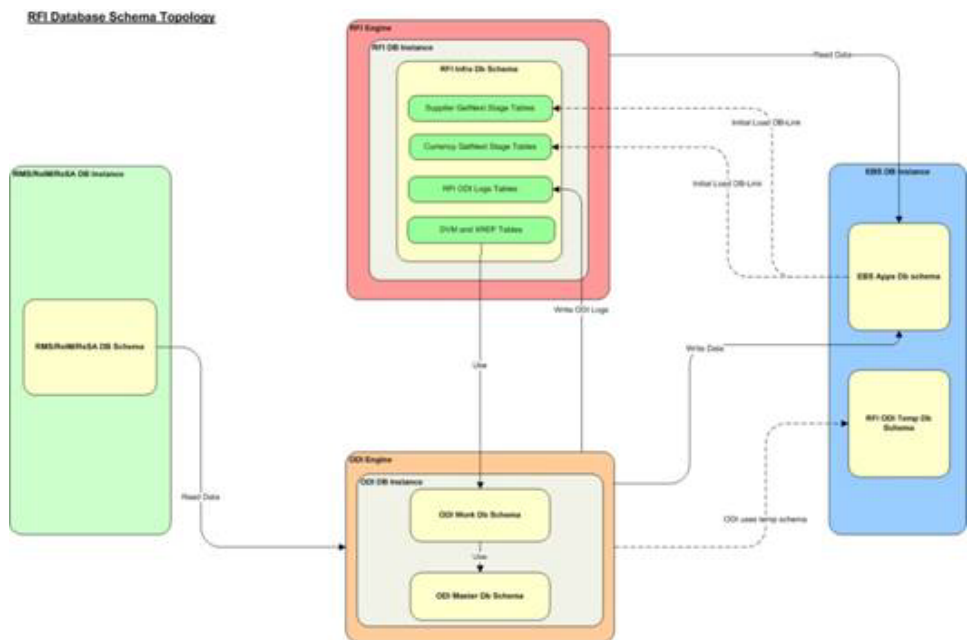 RFI Database Schema Topology
RFI Engine
RFI DB Instance
RFI Infra Db Schema
Supplier GetNext Stage Tables
Currency GetNext Stage Tables
RFI ODI Logs Tables
DVM and XREF Tables
Read Data
Initial Load DB-Link
Initial Load DB-Link
RMS/ReIM/ReSA DB Instance
RMS/ReIM/ReSA DB Schema
EBS DB Instance
EBS Apps Db schema
RFI ODI Temp Db
Schema
Write ODI Logs
Write Data
Use
ODI Engine
ODI DB Instance
ODI Work Db Schema
Use
ODI Master Db Schema
Read Data
ODI uses temp schema